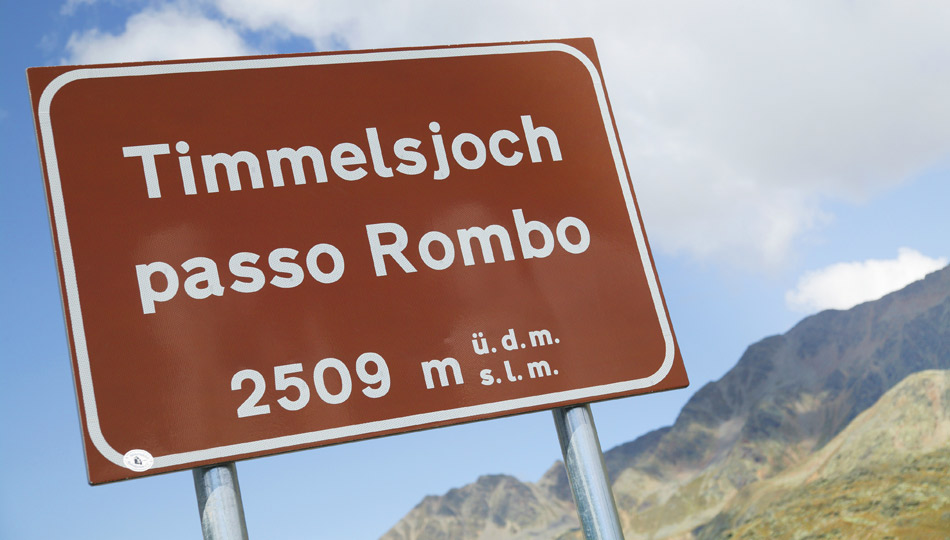 Timmelsjoch
passo Rombo
2509 m ü.d.m.
s.l.m.